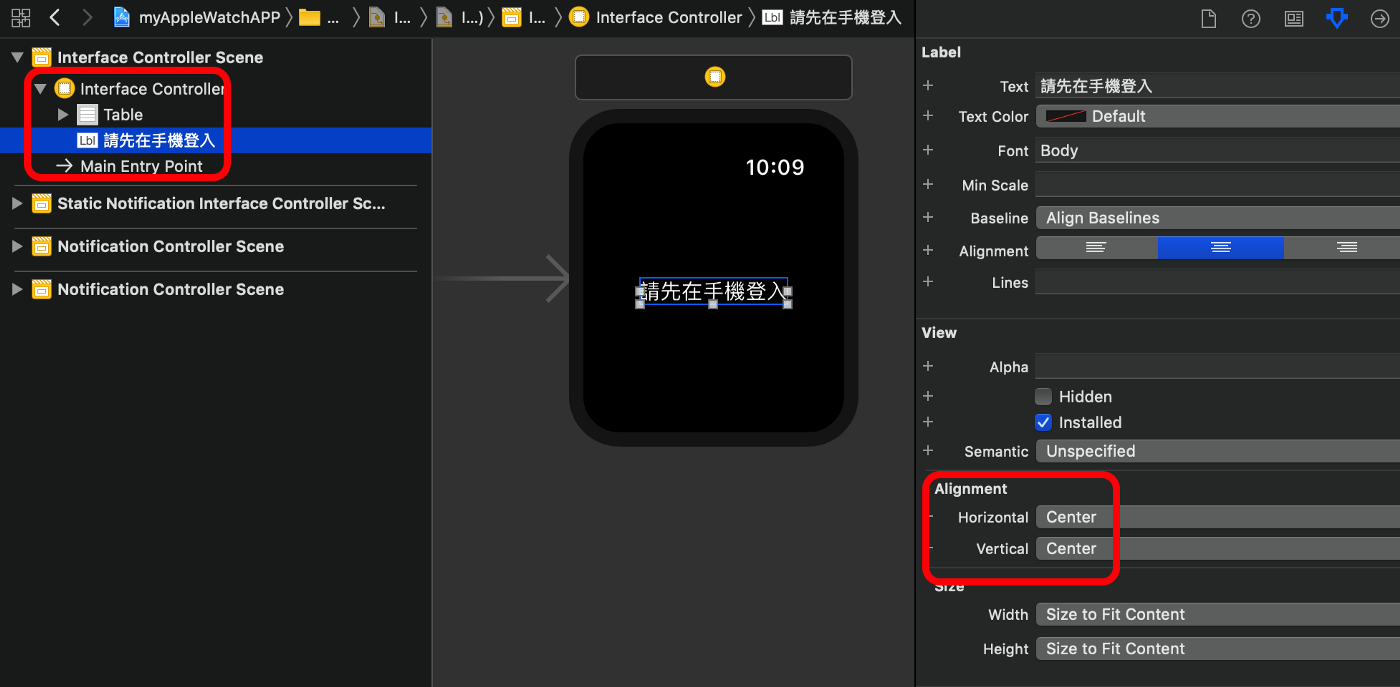 myAppleWatchAPP
...
I...
I...)
I...
Interface Controller
Lbl 請先在手機登入
Interface Controller Scene
Interface Controller
Table
Lbl 請先在手機登入
Main Entry Point
Static Notification Interface Controller Sc...
Notification Controller Scene
Notification Controller Scene
10:09
請先在手機登入
Label
Text 請先在手機登入
Text Color Default
Font Body
Min Scale
Baseline Align Baselines
Alignment
Lines
View
Alpha
Hidden
Installed
Semantic Unspecified
Alignment
Horizontal Center
Vertical Center
Size
Width Size to Fit Content
Height Size to Fit Content